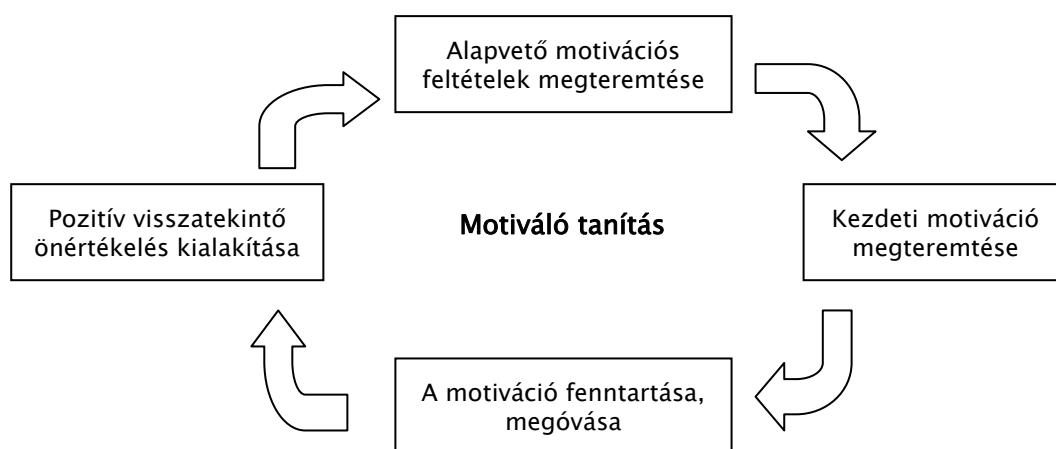 Alapvető motivációs
feltételek megteremtése
Pozitív visszatekintő
önértékelés kialakítása
Motiváló tanítás
Kezdeti motiváció
megteremtése
A motiváció fenntartása,
megóvása